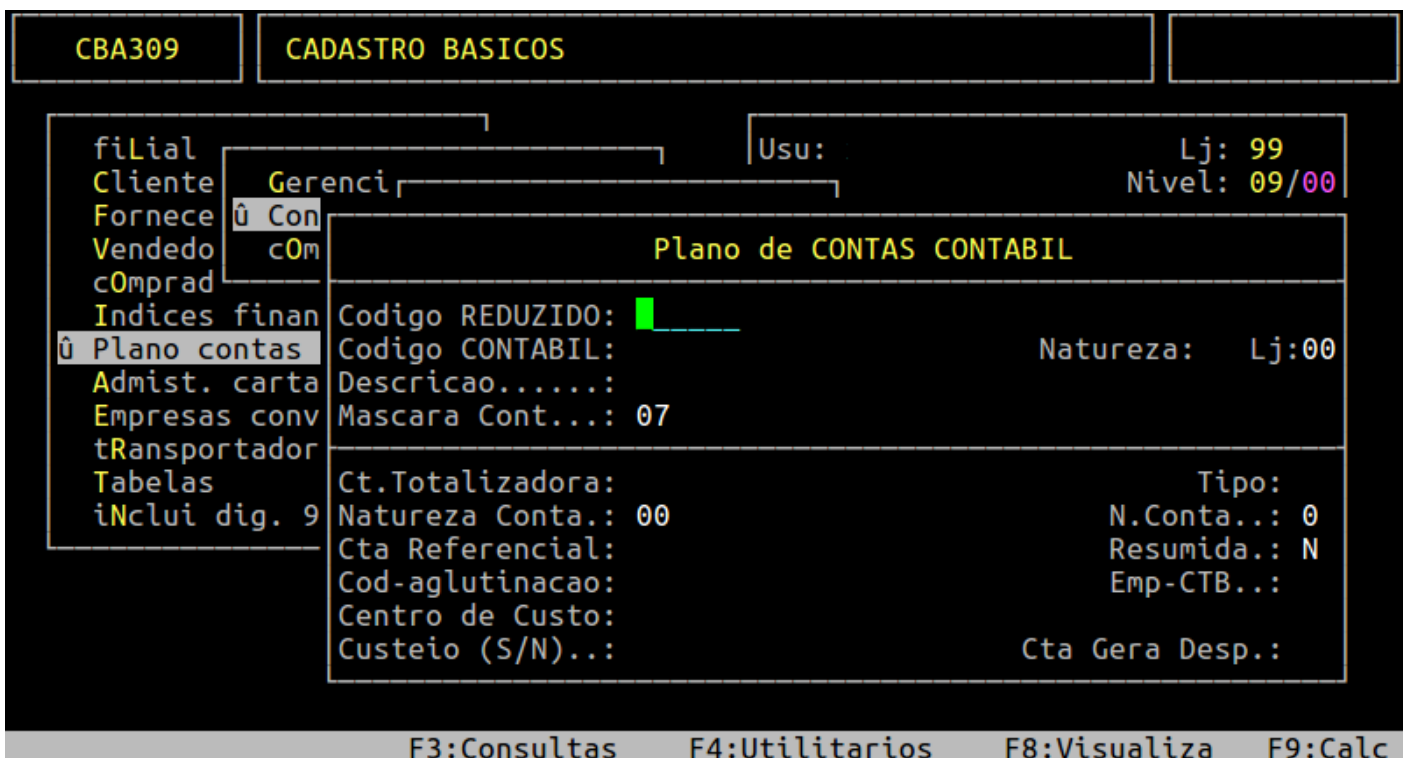 CBA309 CADASTRO BASICOS
fiLial Usu: Lj: 99
Cliente Gerenci Nivel: 09/00
Fornece û Con
Vendedo cOm Plano de CONTAS CONTABIL
cOmprad
Indices finan Codigo REDUZIDO: _____
û Plano contas Codigo CONTABIL: Natureza: Lj:00
Admist. carta Descricao......:
Empresas conv Mascara Cont...: 07
tRansportador
Tabelas Ct.Totalizadora: Tipo:
iNclui dig. 9 Natureza Conta.: 00 N.Conta..: 0
Cta Referencial: Resumida.: N
Cod-aglutinacao: Emp-CTB..:
Centro de Custo:
Custeio (S/N)..: Cta Gera Desp.:
F3:Consultas F4:Utilitarios F8:Visualiza F9:Calc